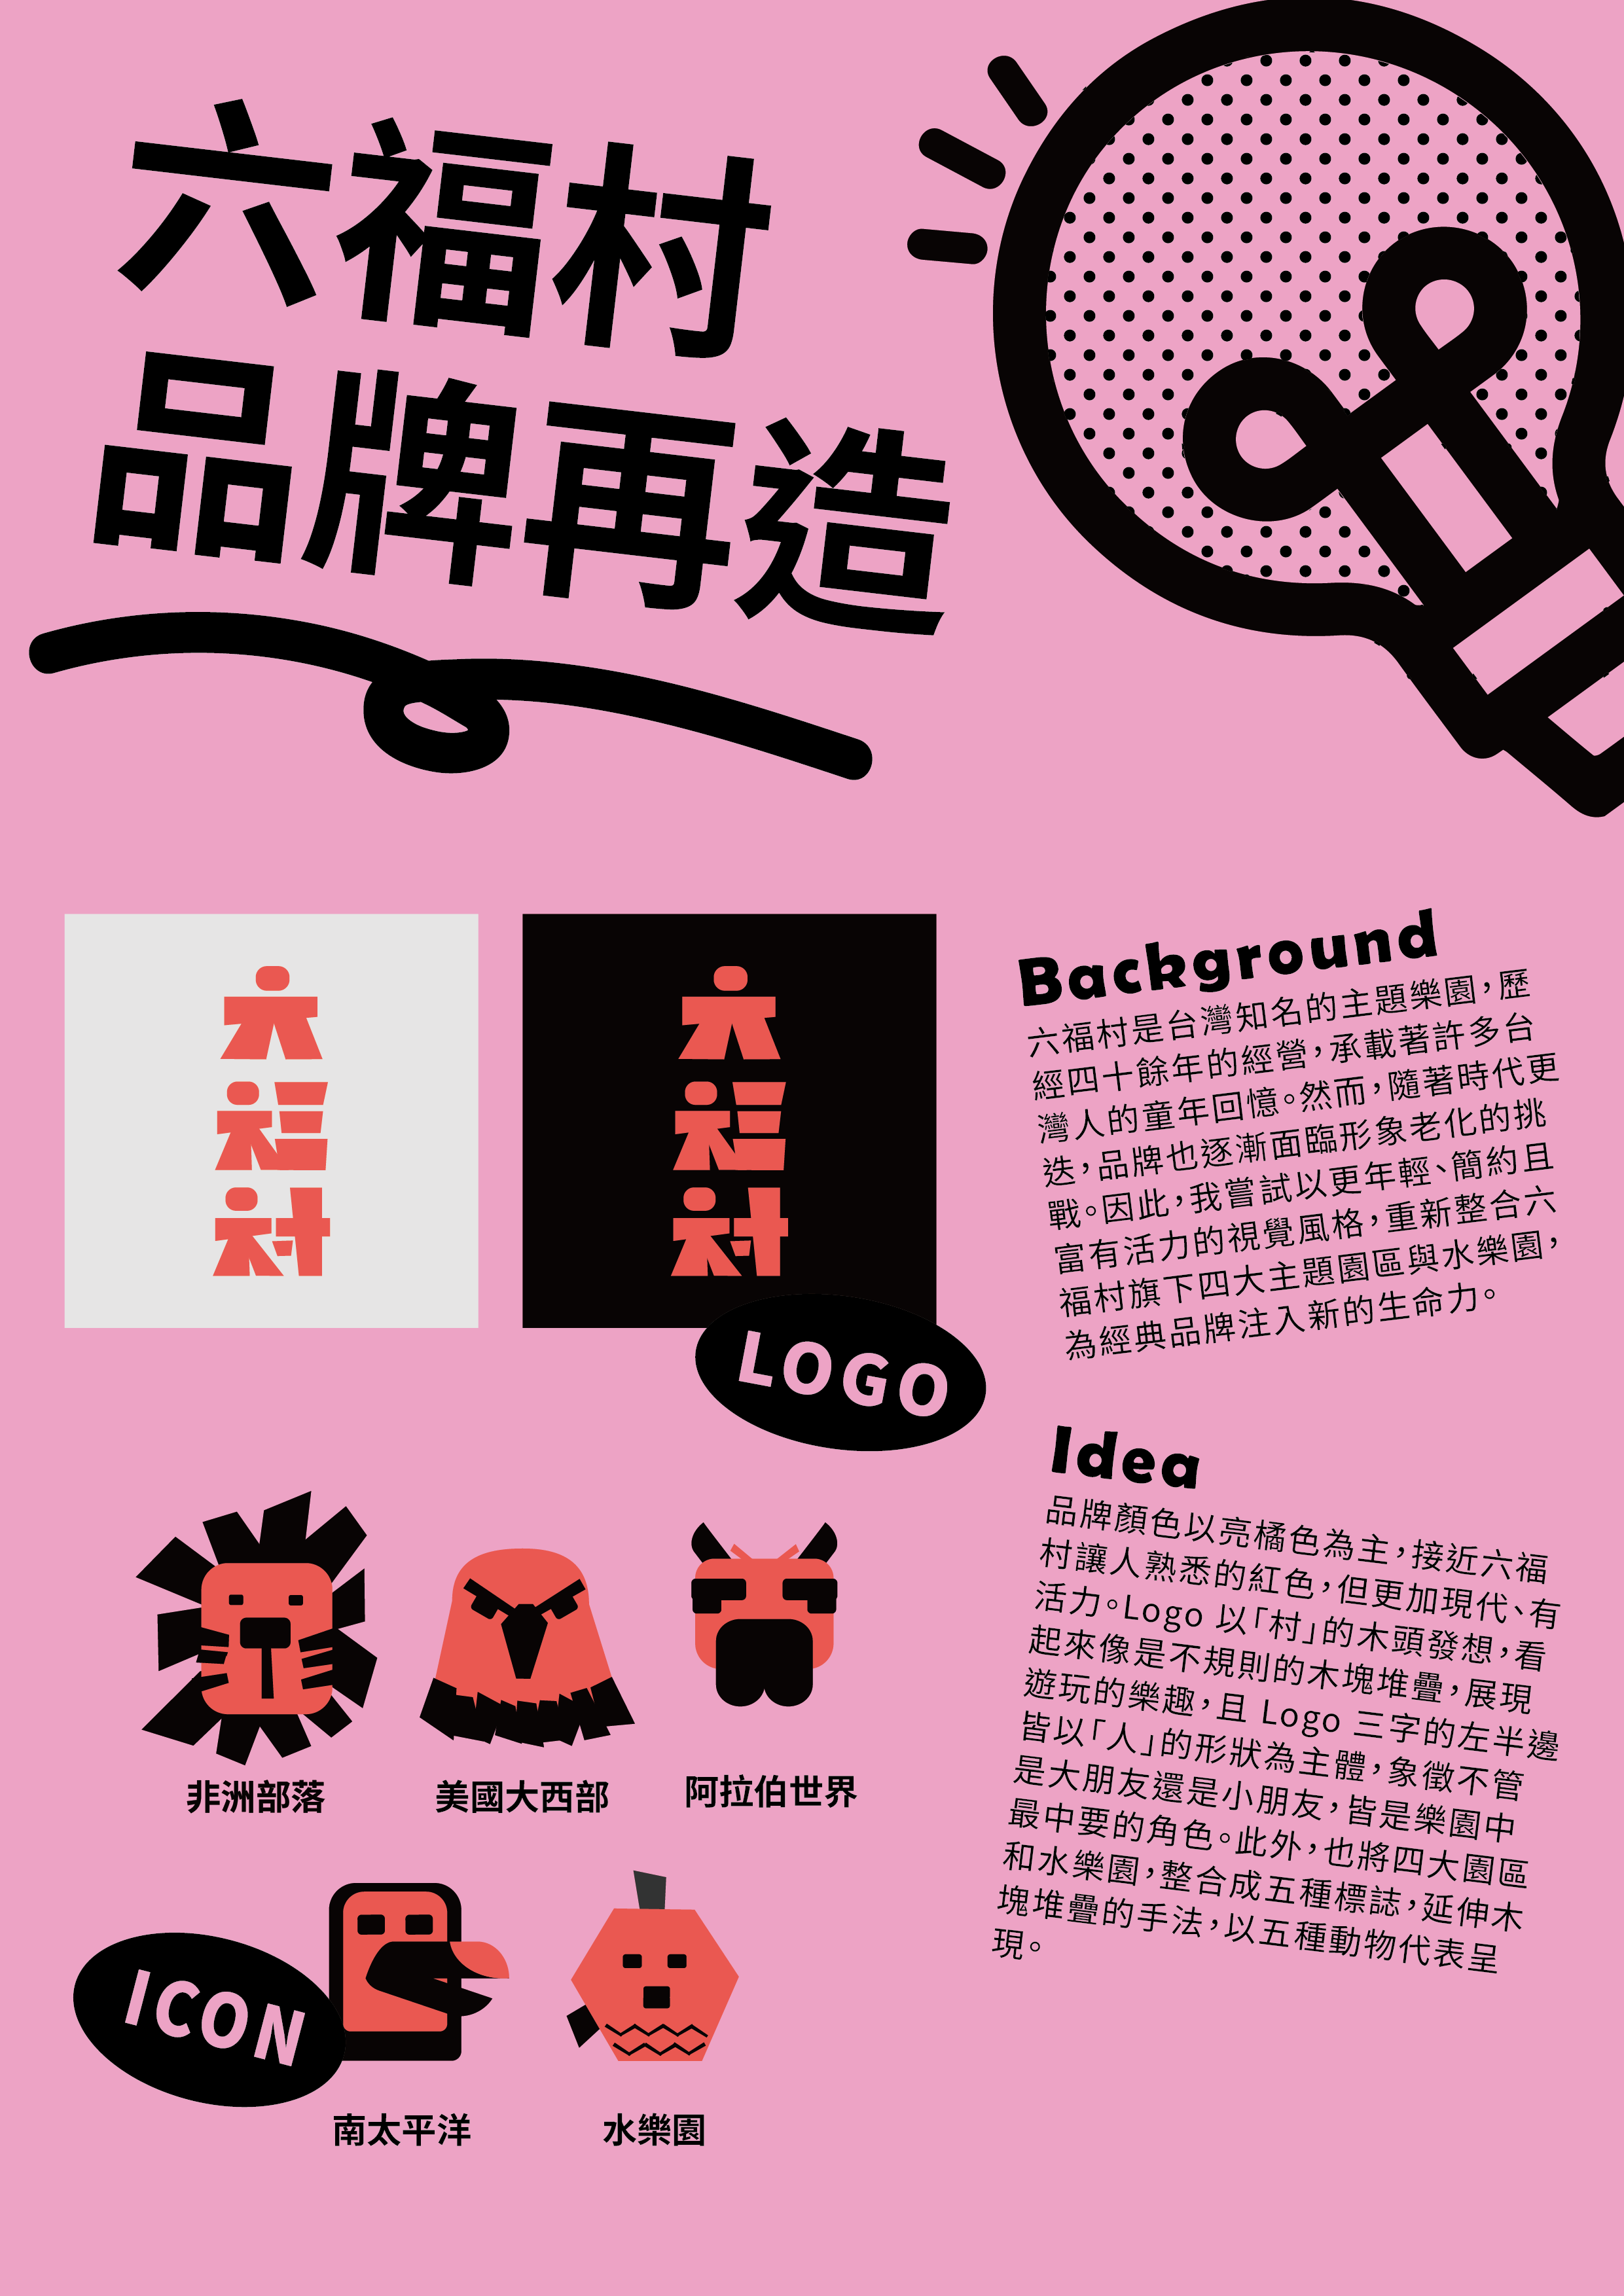 六福村
品牌再造
六
福
村
六
福
村
LOGO
Background
六福村是台灣知名的主題樂園，歷
經四十餘年的經營，承載著許多台
灣人的童年回憶。然而，隨著時代更
迭，品牌也逐漸面臨形象老化的挑
戰。因此，我嘗試以更年輕、簡約且
富有活力的視覺風格，重新整合六
福村旗下四大主題園區與水樂園，
為經典品牌注入新的生命力。
Idea
品牌顏色以亮橘色為主，接近六福
村讓人熟悉的紅色，但更加現代、有
活力。Logo 以「村」的木頭發想，看
起來像是不規則的木塊堆疊，展現
遊玩的樂趣，且 Logo 三字的左半邊
皆以「人」的形狀為主體，象徵不管
是大朋友還是小朋友，皆是樂園中
最中要的角色。此外，也將四大園區
和水樂園，整合成五種標誌，延伸木
塊堆疊的手法，以五種動物代表呈
現。
非洲部落
美國大西部
阿拉伯世界
ICON
南太平洋
水樂園